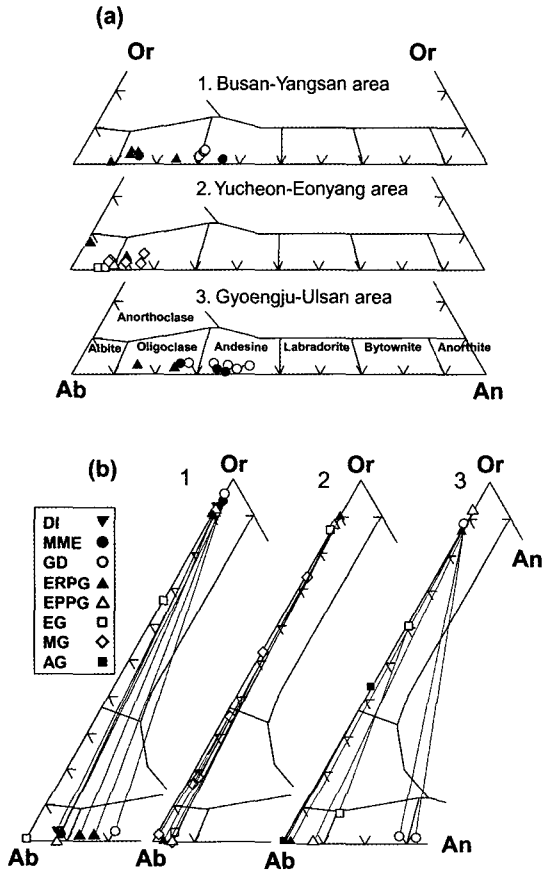 (a)
Or Or
1. Busan-Yangsan area
An
2. Yucheon-Eonyang area
3. Gyoengju-Ulsan area
Anorthoclase
Albite Oligoclase Andesine Labradorite Bytownite Anorthite
Ab An
(b)
1 Or 2 Or 3 Or
An
DI
MME
GD
ERPG
EPPG
EG
MG
AG
Ab Ab Ab An